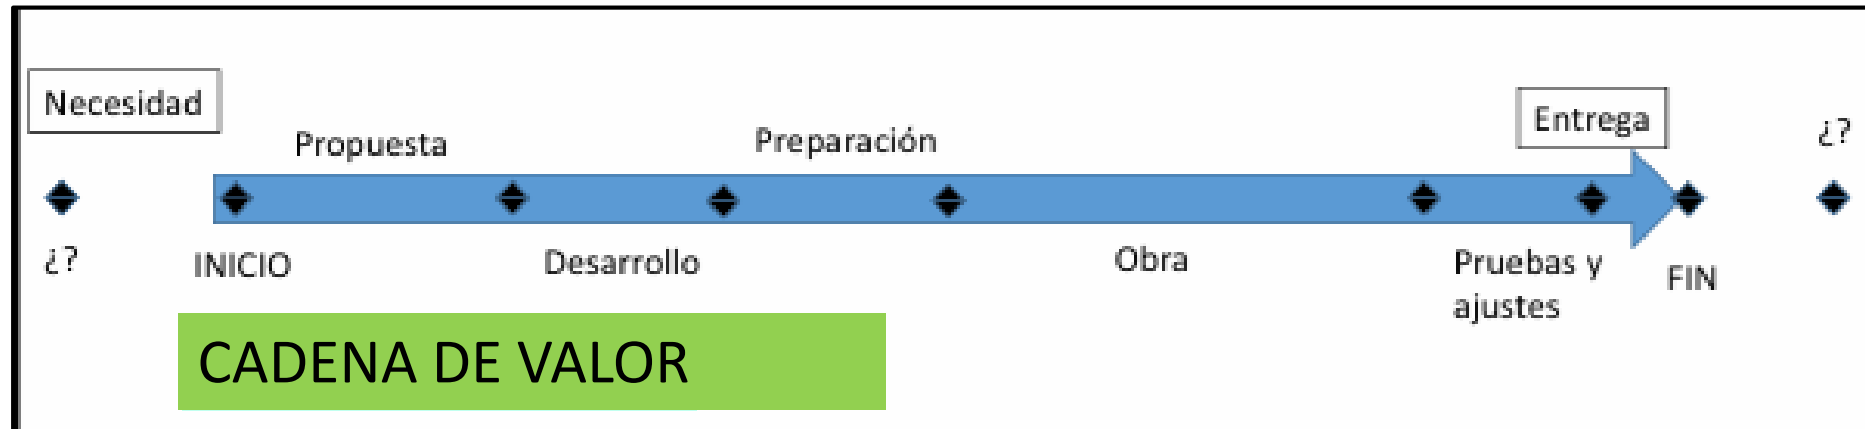 Necesidad
Propuesta
Preparación
Entrega
¿?
¿?
INICIO
Desarrollo
Obra
Pruebas y
ajustes
FIN
CADENA DE VALOR